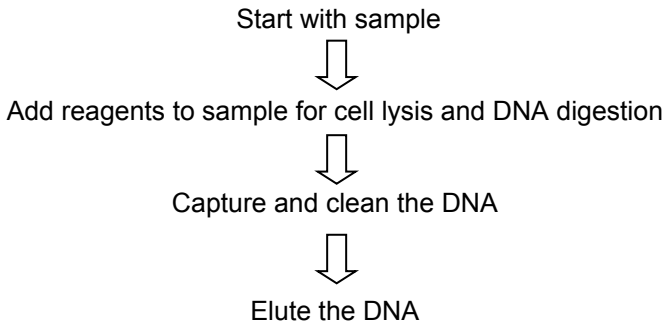 Start with sample
Add reagents to sample for cell lysis and DNA digestion
Capture and clean the DNA
Elute the DNA